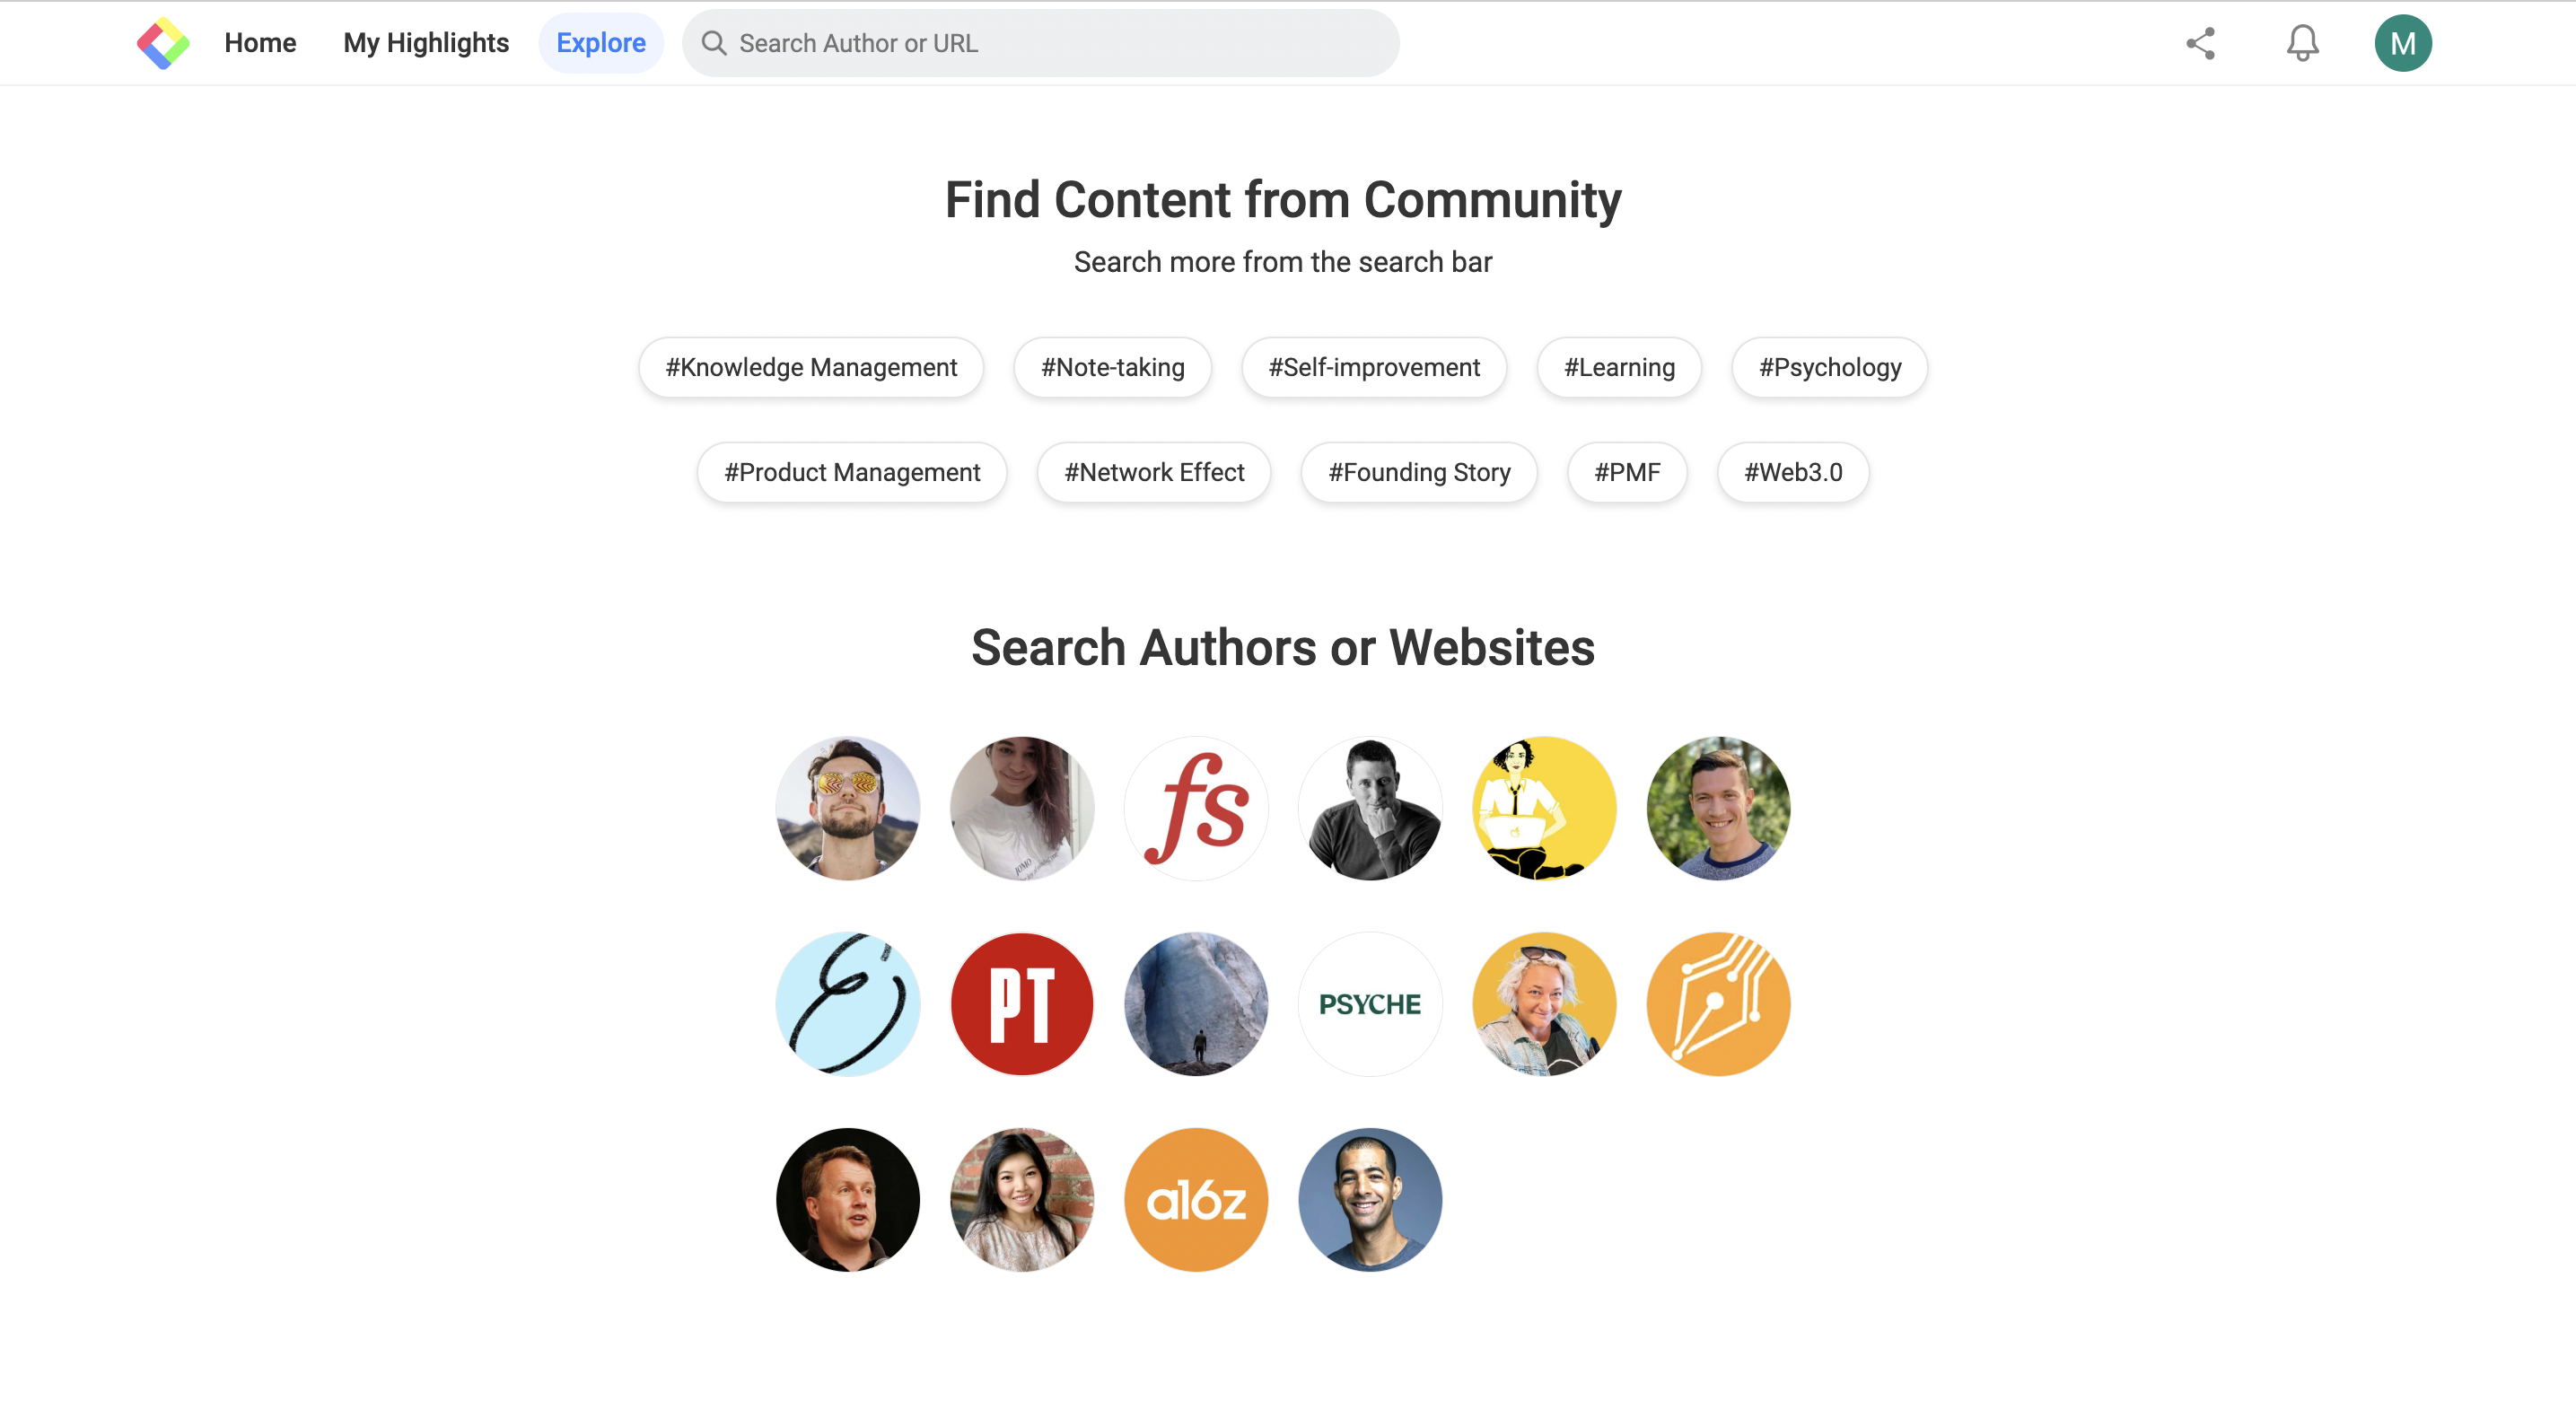 Home My Highlights Explore Search Author or URL M
Find Content from Community
Search more from the search bar
#Knowledge Management #Note-taking #Self-improvement #Learning #Psychology
#Product Management #Network Effect #Founding Story #PMF #Web3.0
Search Authors or Websites
fs
JOMO
PT
PSYCHE
a16z